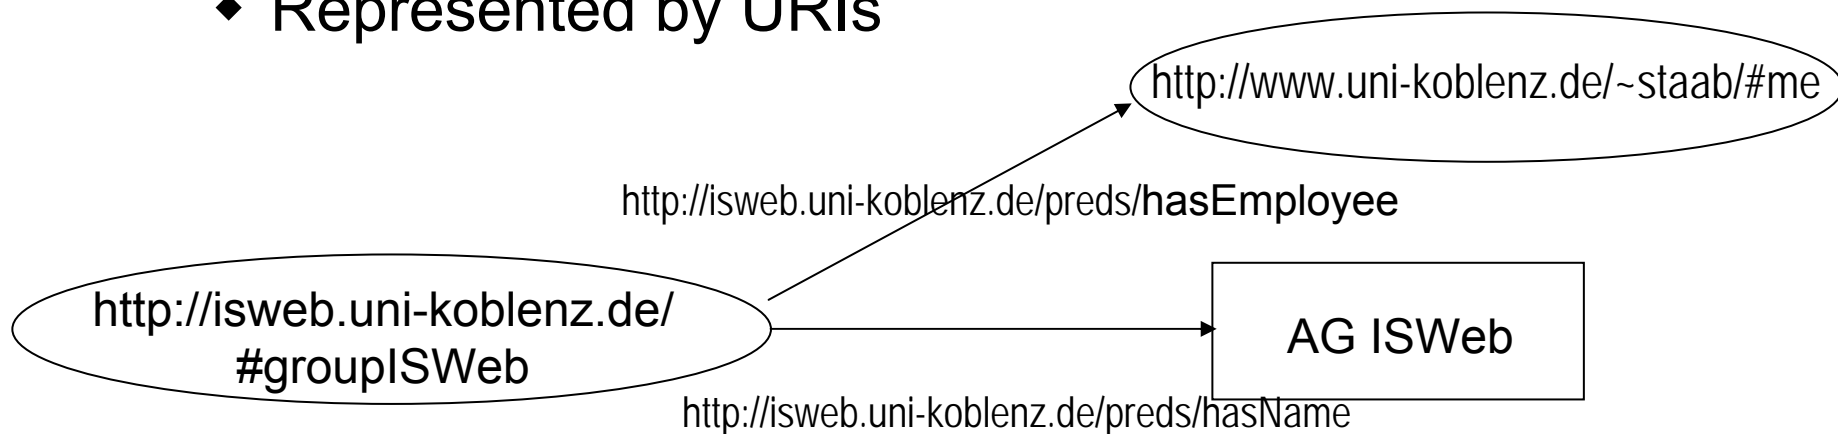 ◆ Represented by URIs
http://www.uni-koblenz.de/~staab/#me
http://isweb.uni-koblenz.de/preds/hasEmployee
http://isweb.uni-koblenz.de/
#groupISWeb
AG ISWeb
http://isweb.uni-koblenz.de/preds/hasName